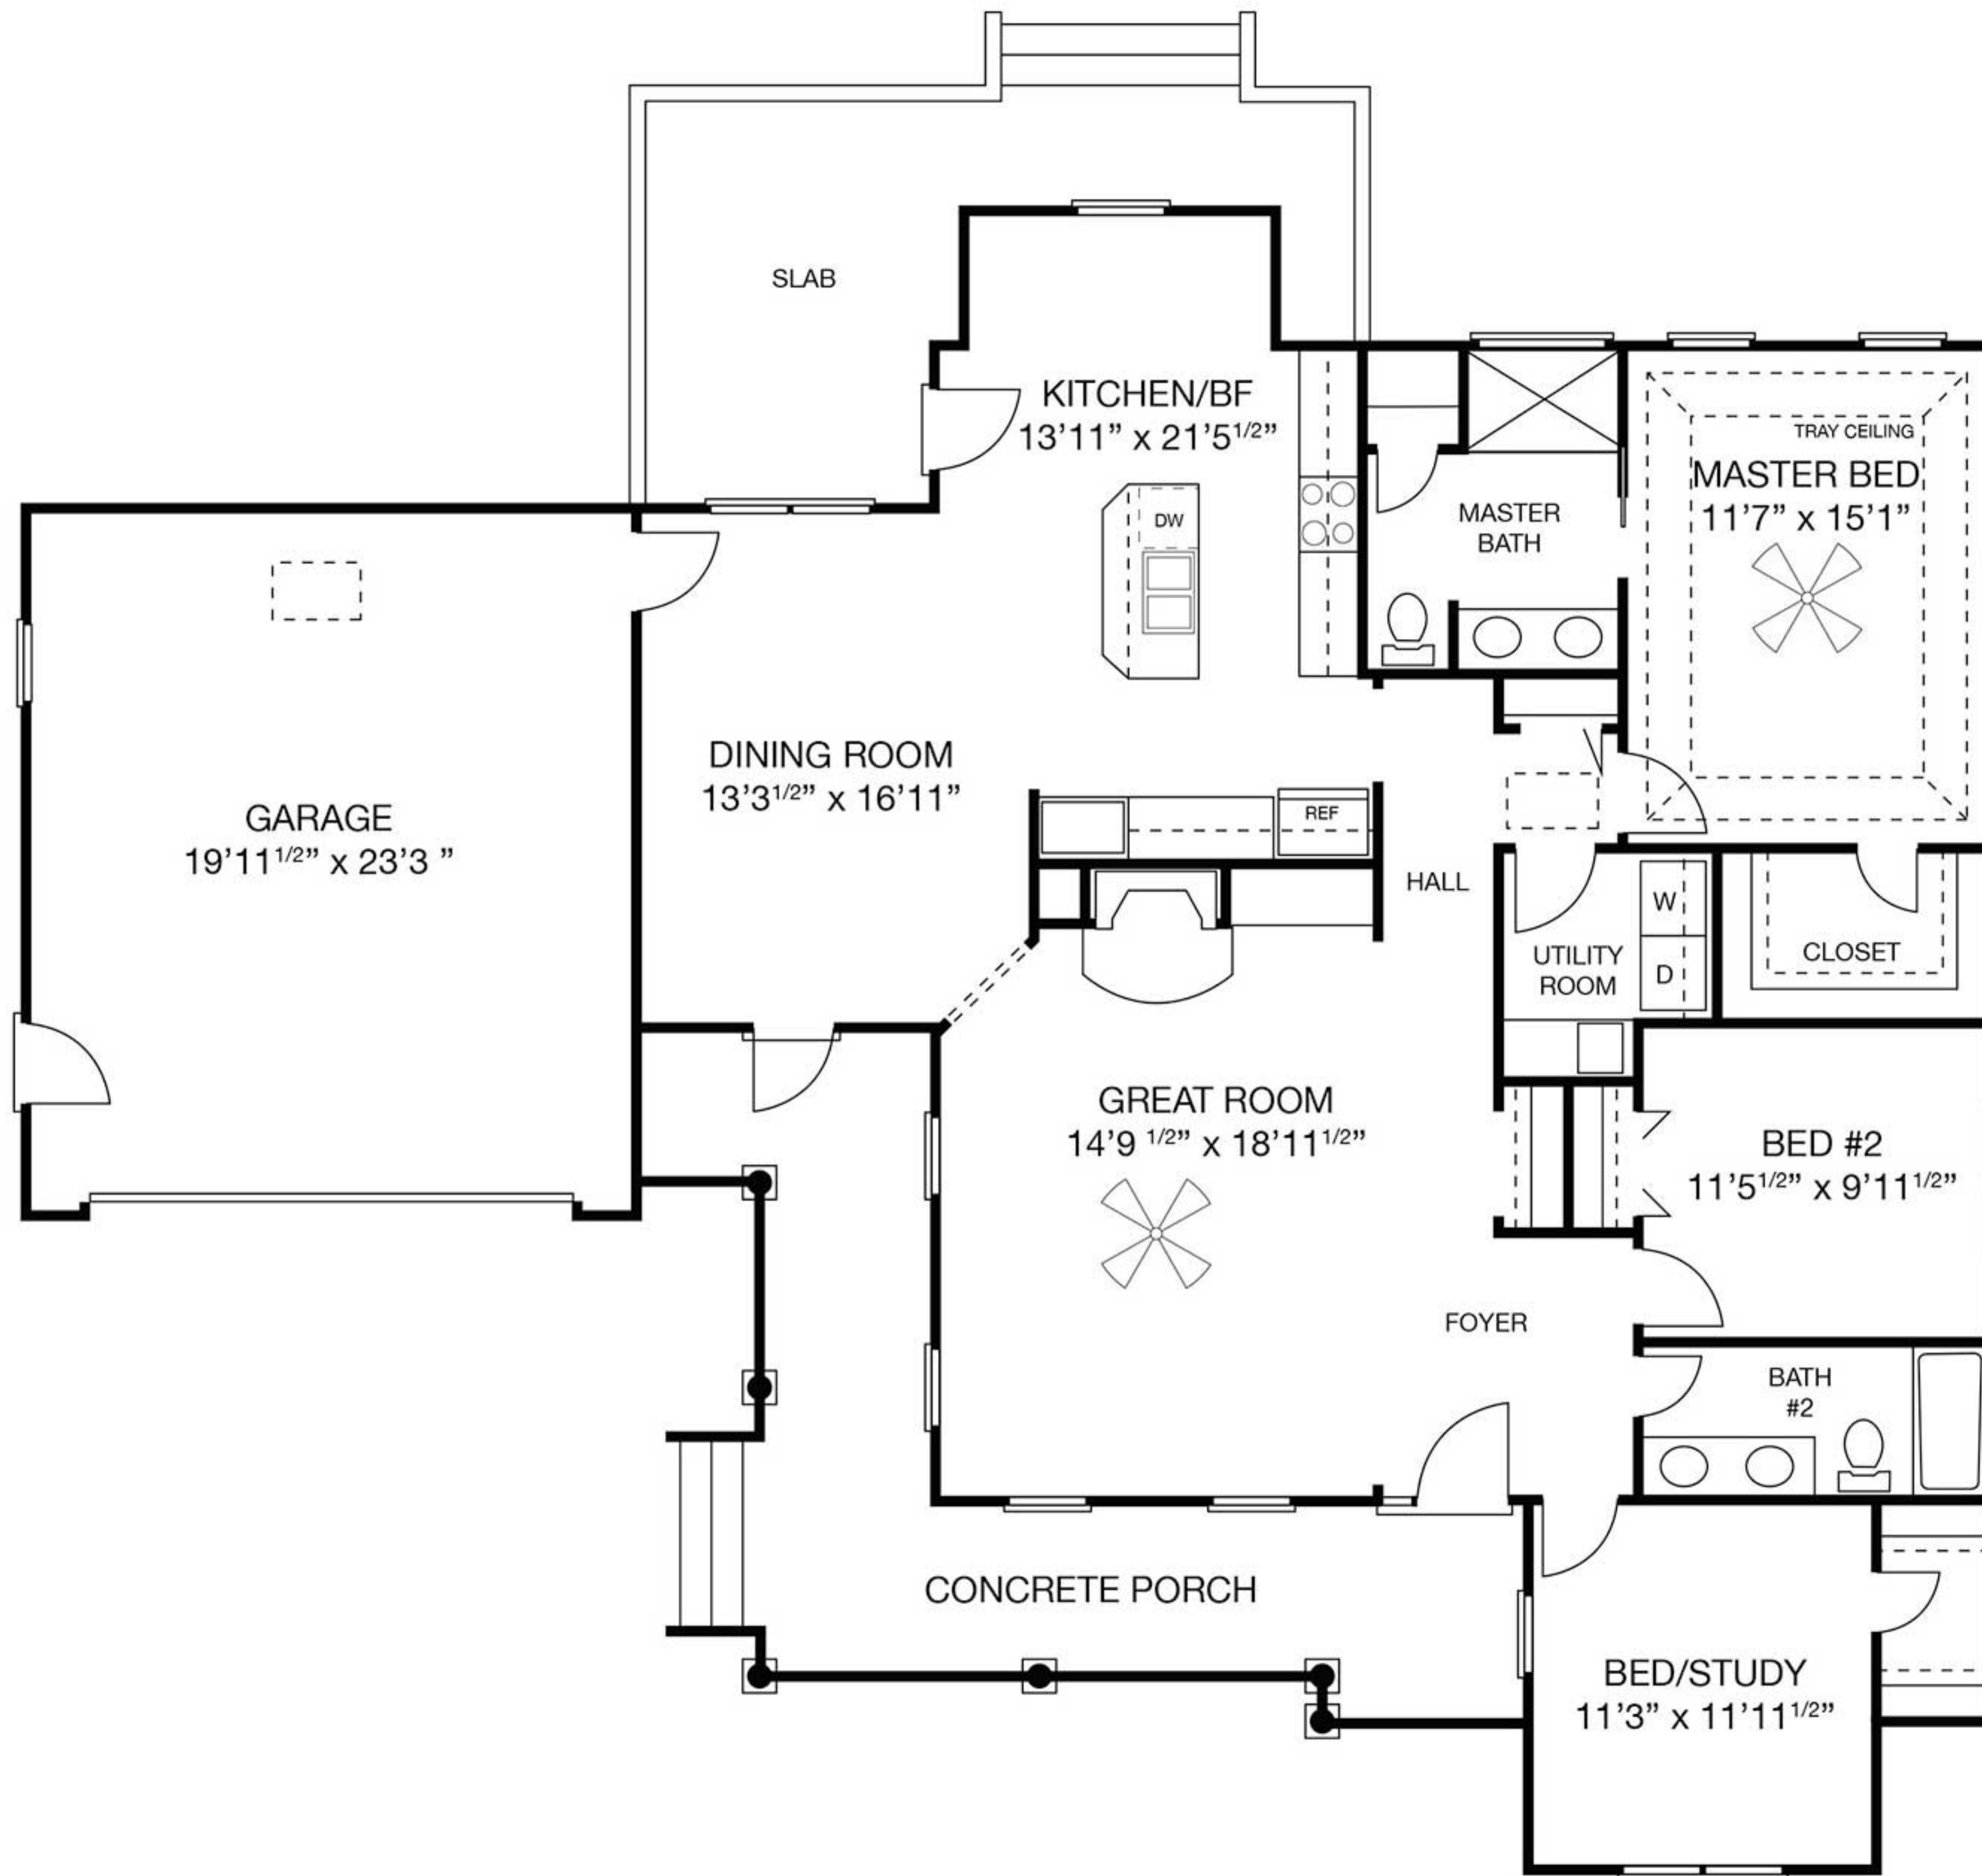 SLAB
KITCHEN/BF
13’11” x 21’5 1/2”
TRAY CEILING
MASTER BED
11’7” x 15’1”
DW
MASTER
BATH
DINING ROOM
13’3 1/2” x 16’11”
GARAGE
19’11 1/2” x 23’3 ”
REF
HALL
W
D
UTILITY
ROOM
CLOSET
GREAT ROOM
14’9 1/2” x 18’11 1/2”
BED #2
11’5 1/2” x 9’11 1/2”
FOYER
BATH
#2
CONCRETE PORCH
BED/STUDY
11’3” x 11’11 1/2”